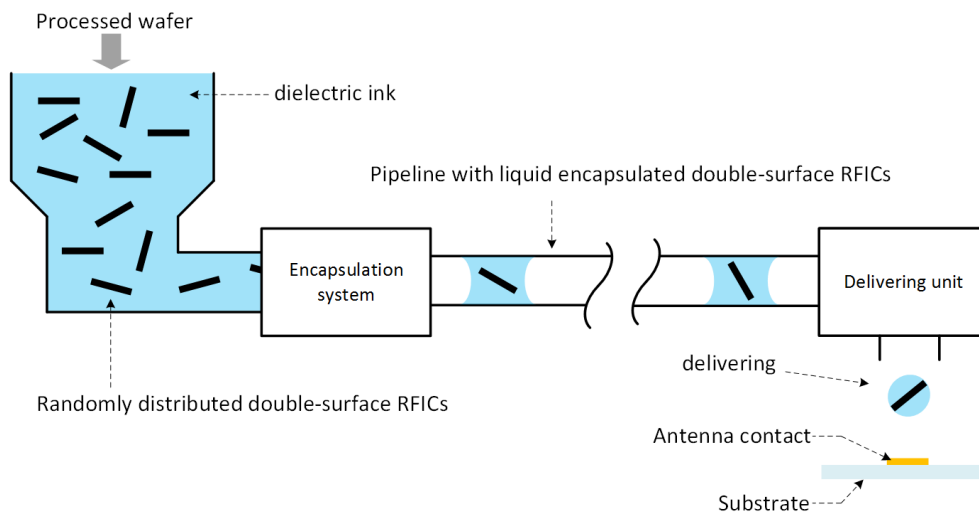 Processed wafer
dielectric ink
Pipeline with liquid encapsulated double-surface RFICs
Encapsulation
system
Delivering unit
delivering
Randomly distributed double-surface RFICs
Antenna contact
Substrate